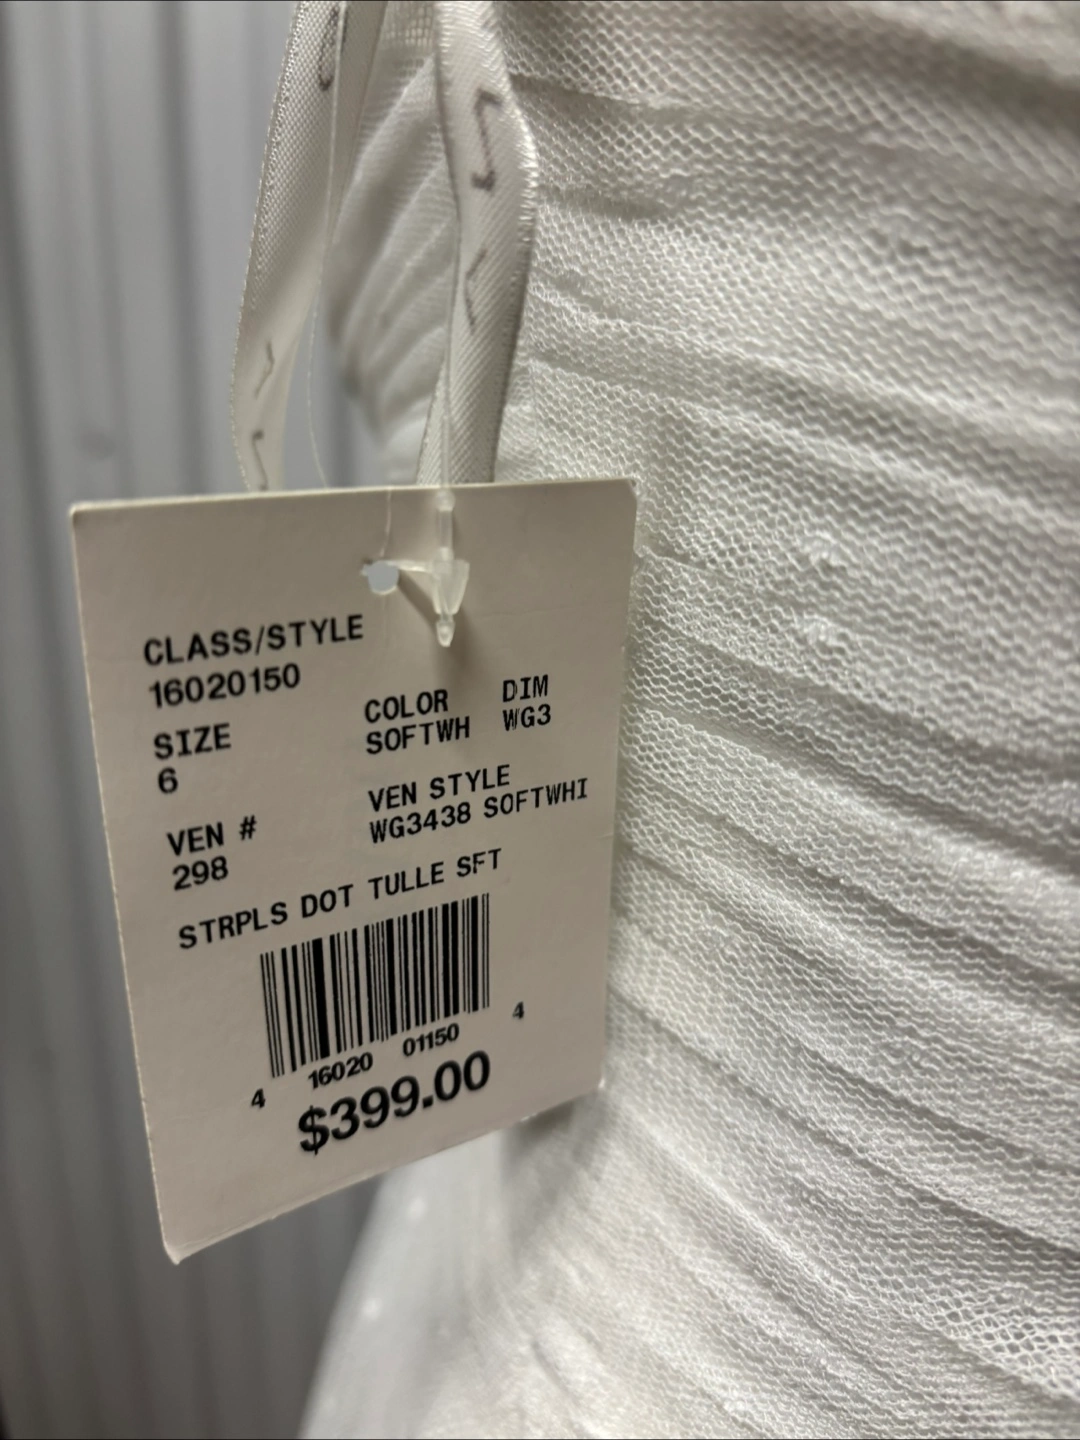 CLASS/STYLE
16020150
SIZE COLOR DIM
6 SOFTWH WG3
VEN # VEN STYLE
298 WG3438 SOFTWHI
STRPLS DOT TULLE SFT
4 16020 01150 4
$399.00